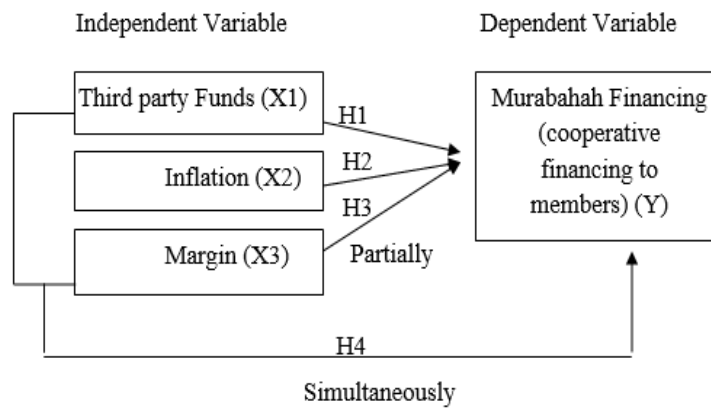 Independent Variable
Dependent Variable
Third party Funds (X1)
Inflation (X2)
Margin (X3)
H1
H2
H3
Partially
Murabahah Financing
(cooperative
financing to
members) (Y)
H4
Simultaneously